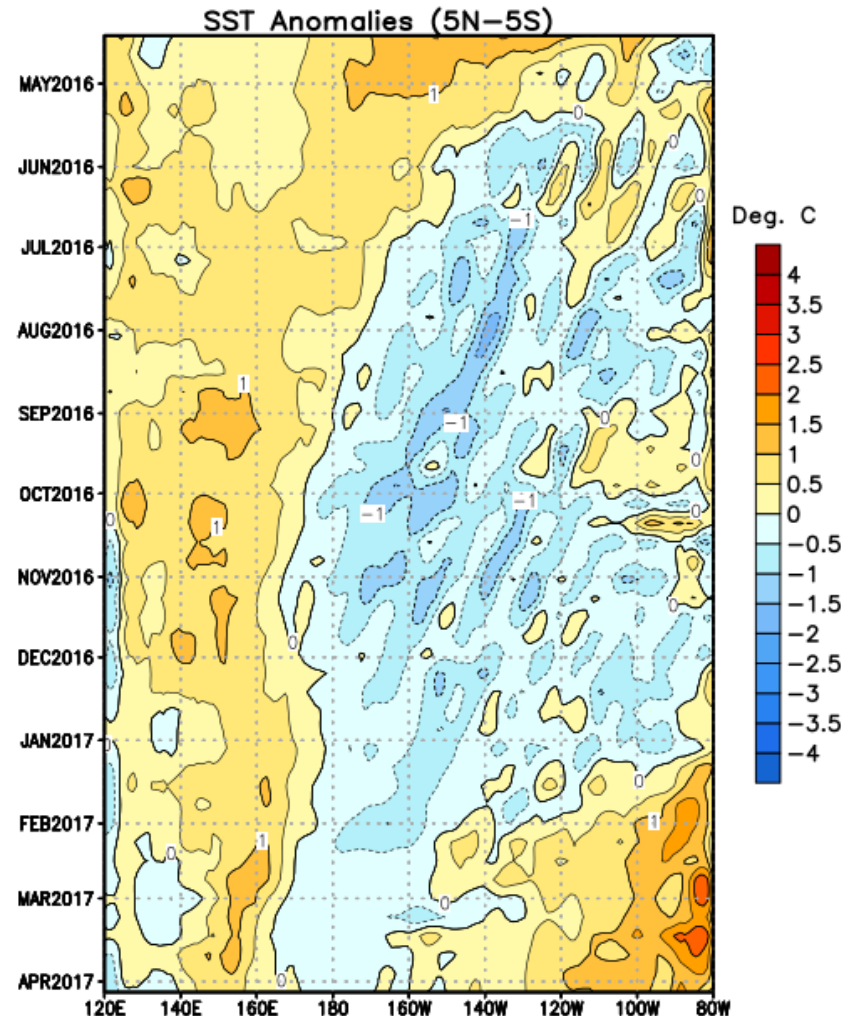 SST Anomalies (5N−5S)
MAY2016
JUN2016
JUL2016
AUG2016
SEP2016
OCT2016
NOV2016
DEC2016
JAN2017
FEB2017
MAR2017
APR2017
120E 140E 160E 180 160W 140W 120W 100W 80W
1
0
0
0
−1
1
−1
0
0
−1
−1
0
1
0
0
0
0
0
1
1
0
0
0
Deg. C
4
3.5
3
2.5
2
1.5
1
0.5
0
−0.5
−1
−1.5
−2
−2.5
−3
−3.5
−4